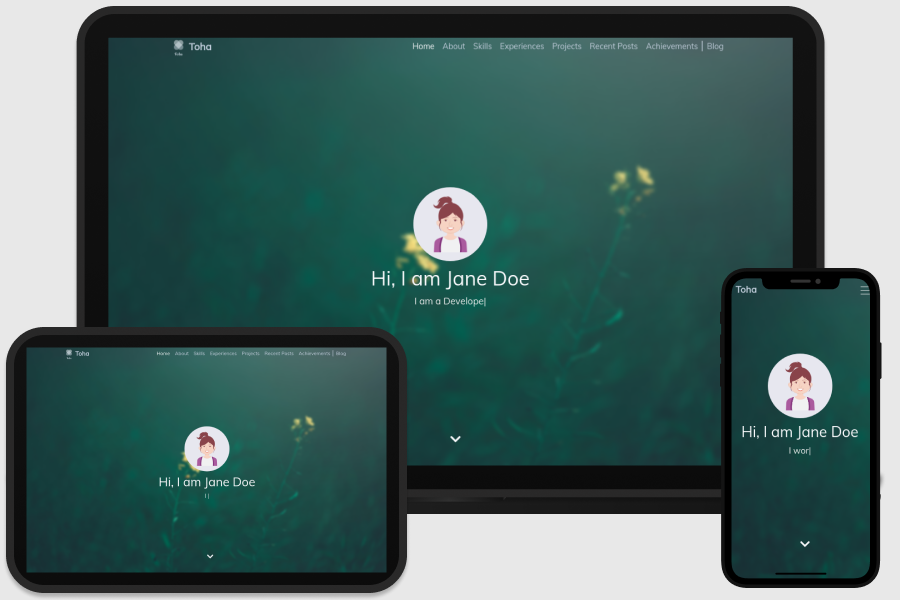 Toha
Home About Skills Experiences Projects Recent Posts Achievements | Blog
Toha
Hi, I am Jane Doe
I am a Develope|
Toha
Home About Skills Experiences Projects Recent Posts Achievements | Blog
Hi, I am Jane Doe
Toha
Hi, I am Jane Doe
I wor|